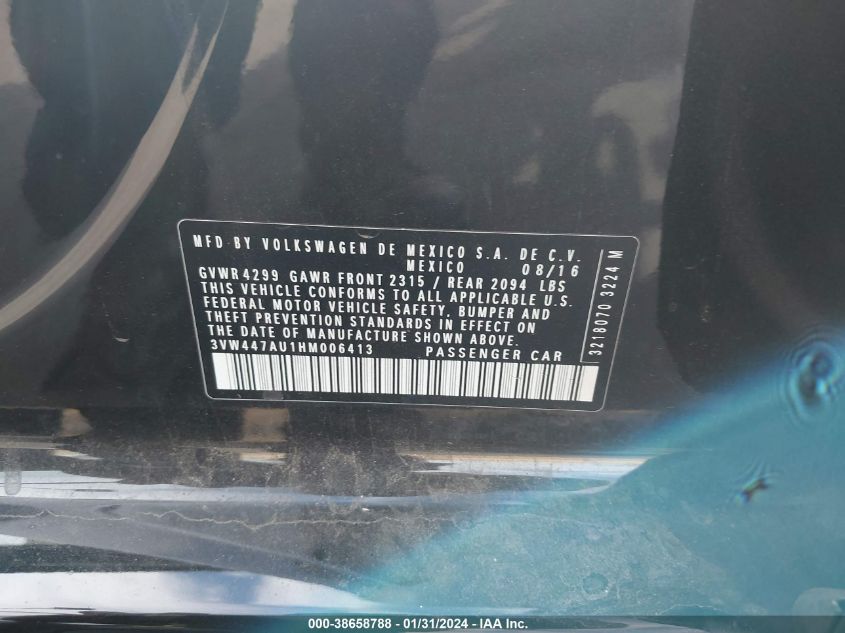 MFD BY VOLKSWAGEN DE MEXICO S.A. DE C.V.
MEXICO 08/16
GVWR 4299 GAWR FRONT 2315 / REAR 2094 LBS
THIS VEHICLE CONFORMS TO ALL APPLICABLE U.S.
FEDERAL MOTOR VEHICLE SAFETY, BUMPER AND
THEFT PREVENTION STANDARDS IN EFFECT ON
THE DATE OF MANUFACTURE SHOWN ABOVE.
3VW447AU1HM006413 PASSENGER CAR
3218070 3224 M
000-38658788 - 01/31/2024 - IAA Inc.